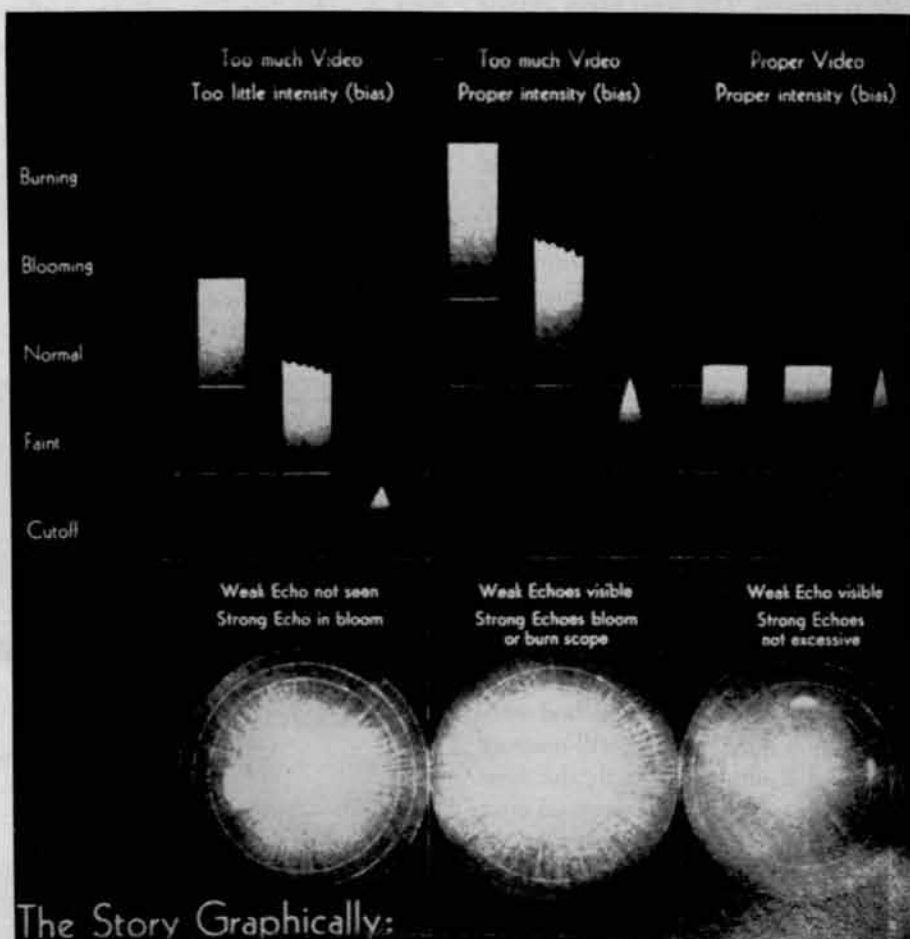 Too much Video
Too little intensity (bias)
Too much Video
Proper intensity (bias)
Proper Video
Proper intensity (bias)
Burning
Blooming
Normal
Faint
Cutoff
Weak Echo not seen
Strong Echo in bloom
Weak Echoes visible
Strong Echoes bloom
or burn scope
Weak Echo visible
Strong Echoes
not excessive
The Story Graphically: